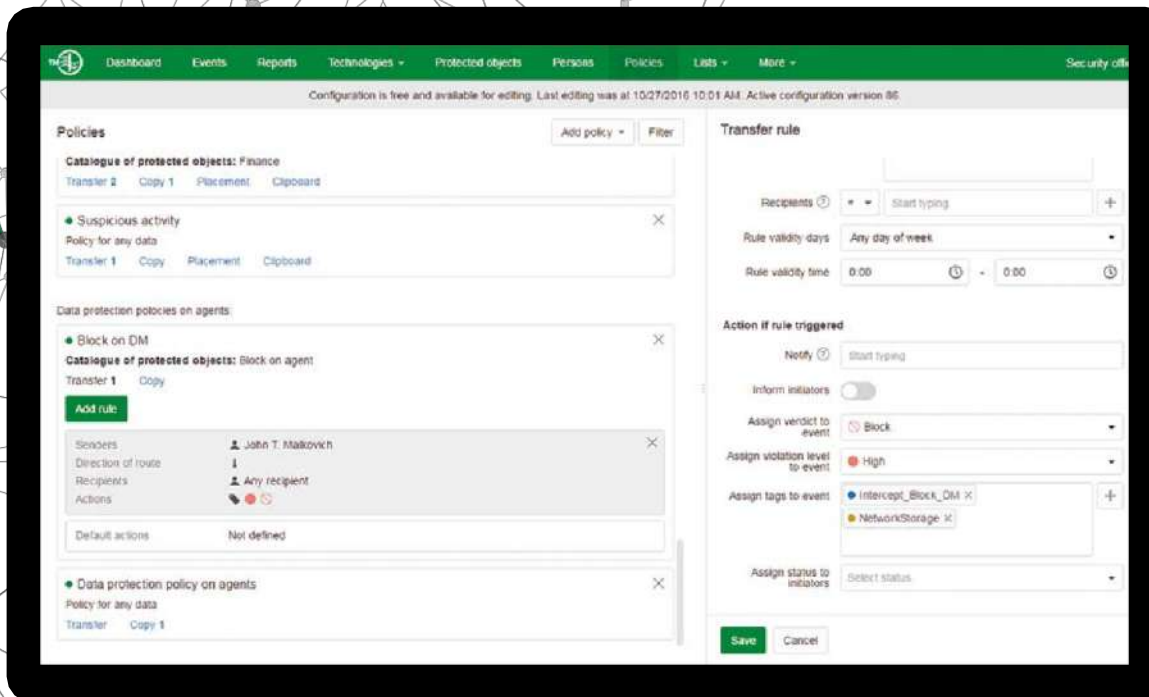 TM
Dashboard Events Reports Technologies Protected objects Persons Policies Lists More Security offi
Configuration is free and available for editing. Last editing was at 10/27/2016 10:01 AM. Active configuration version 86.
Policies
Add policy Filter
Catalogue of protected objects: Finance
Transfer 2 Copy 1 Placement Clipboard
Suspicious activity
Policy for any data
Transfer 1 Copy Placement Clipboard
Data protection polocies on agents:
Block on DM
Catalogue of protected objects: Block on agent
Transfer 1 Copy
Add rule
Senders John T. Malkovich
Direction of route
Recipients Any recipient
Actions
Default actions Not defined
Data protection policy on agents
Policy for any data
Transfer Copy 1
Transfer rule
Recipients = Start typing +
Rule validity days Any day of week
Rule validity time 0:00 - 0:00
Action if rule triggered
Notify Start typing
Inform initiators
Assign verdict to
event Block
Assign violation level
to event High
Assign tags to event Intercept_Block_DM × +
NetworkStorage ×
Assign status to
initiators Select status
Save Cancel